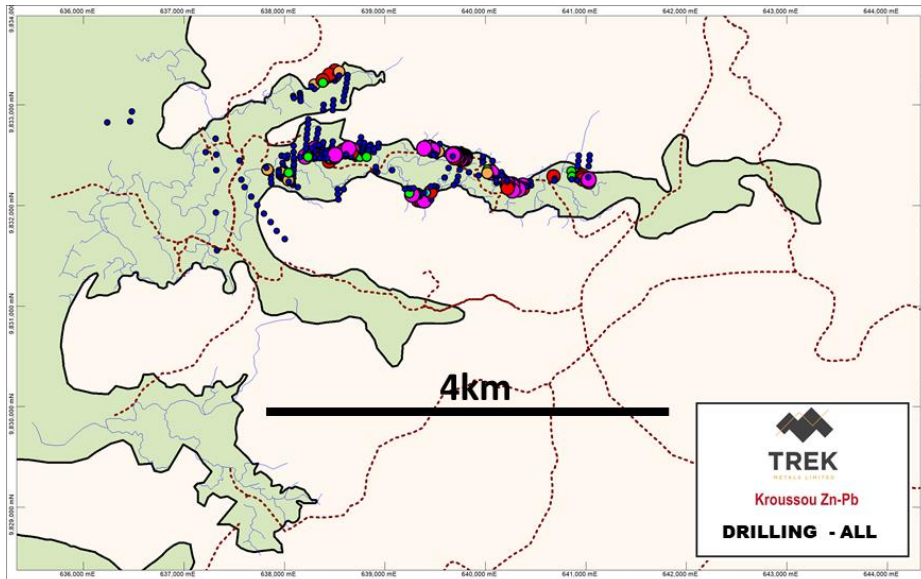 636,000 mE 637,000 mE 638,000 mE 639,000 mE 640,000 mE 641,000 mE 642,000 mE 643,000 mE 644,000 mE
9,833,000 mN
9,832,000 mN
9,831,000 mN
4km
9,830,000 mN
TREK
METALS LIMITED
Kroussou Zn-Pb
DRILLING - ALL
9,829,000 mN
636,000 mE 637,000 mE 638,000 mE 639,000 mE 640,000 mE 641,000 mE 642,000 mE 643,000 mE 644,000 mE